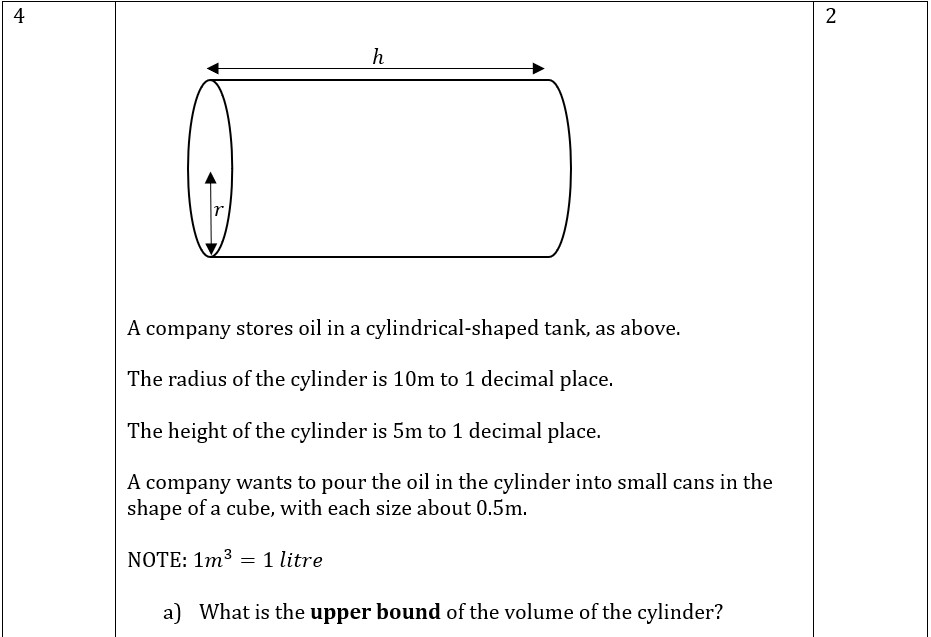 4
2
h
r
A company stores oil in a cylindrical-shaped tank, as above.
The radius of the cylinder is 10m to 1 decimal place.
The height of the cylinder is 5m to 1 decimal place.
A company wants to pour the oil in the cylinder into small cans in the
shape of a cube, with each size about 0.5m.
NOTE: 1m³ = 1 litre
a) What is the upper bound of the volume of the cylinder?